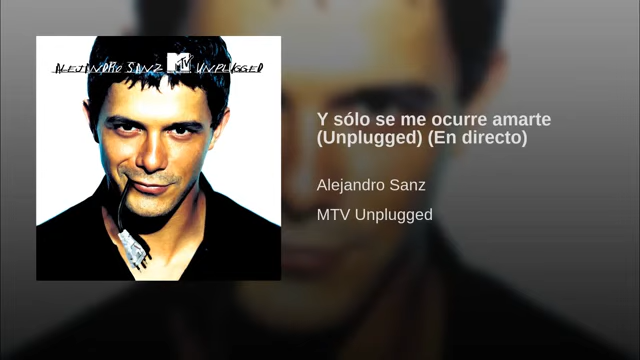 ALEJANDRO SANZ MTV UNPLUGGED
Y sólo se me ocurre amarte
(Unplugged) (En directo)
Alejandro Sanz
MTV Unplugged